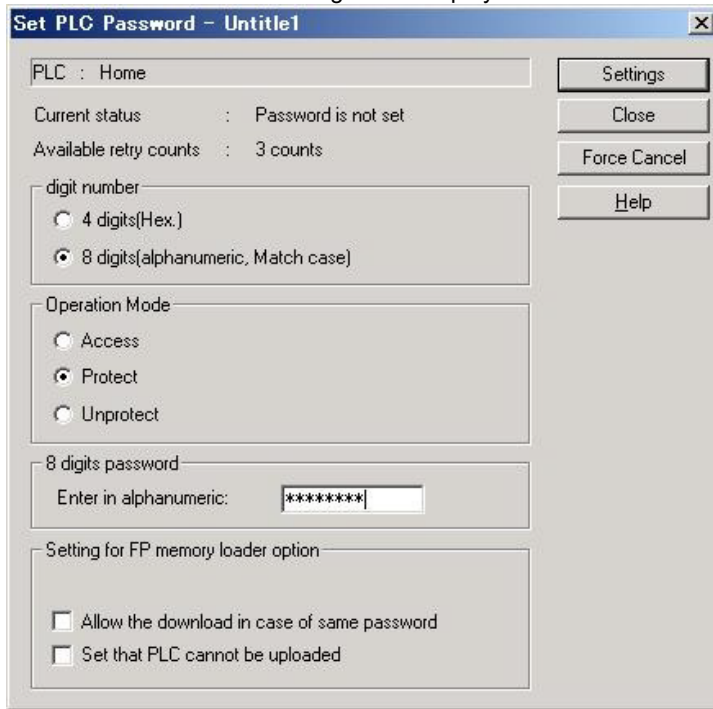 Set PLC Password - Untitle1
PLC : Home
Settings
Current status : Password is not set
Close
Available retry counts : 3 counts
Force Cancel
digit number
Help
4 digits(Hex.)
8 digits(alphanumeric, Match case)
Operation Mode
Access
Protect
Unprotect
8 digits password
Enter in alphanumeric: ********
Setting for FP memory loader option
Allow the download in case of same password
Set that PLC cannot be uploaded